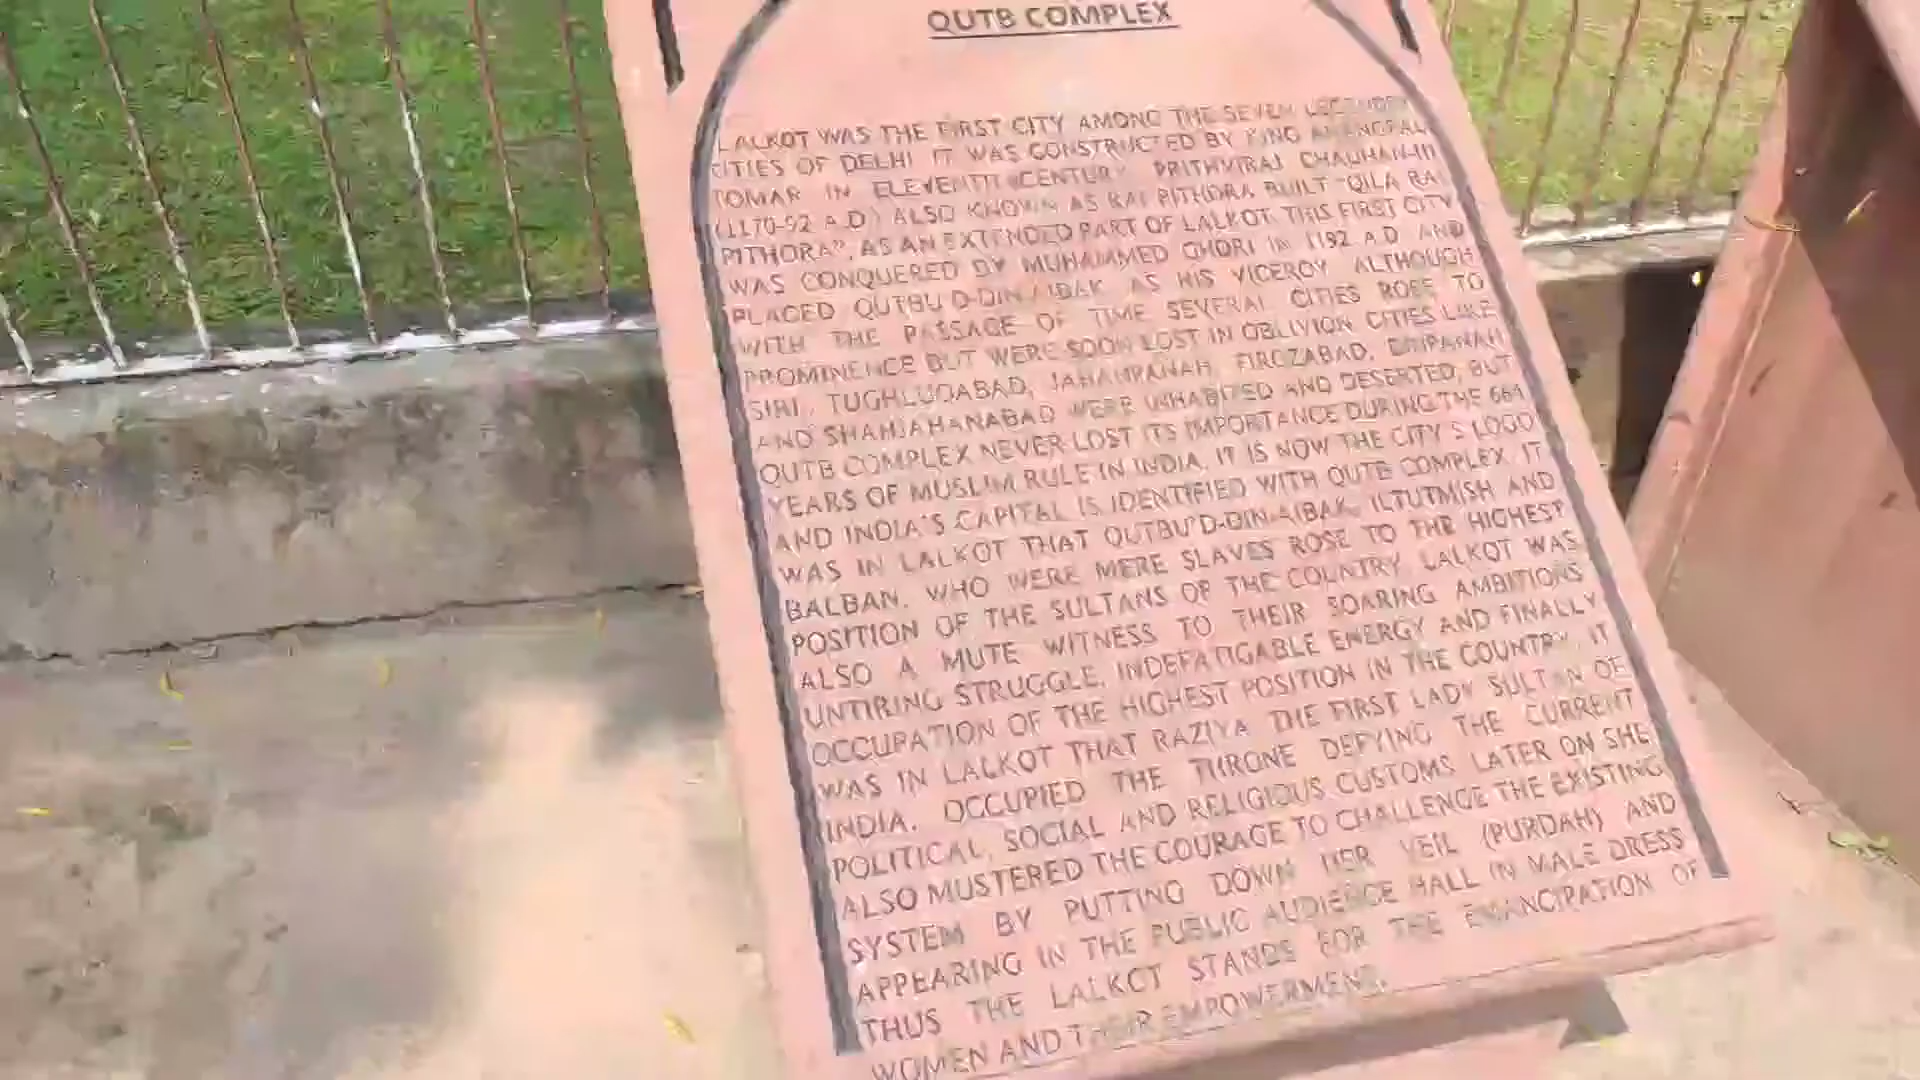 QUTB COMPLEX
LALKOT WAS THE FIRST CITY AMONG THE SEVEN LEGENDRY
CITIES OF DELHI IT WAS CONSTRUCTED BY KING ANANGPAL
TOMAR IN ELEVENTH CENTURY PRITHVIRAJ CHAUHAN-III
(1170-92 A.D.) ALSO KNOWN AS RAI PITHORA BUILT "QILA RAI
PITHORA", AS AN EXTENDED PART OF LALKOT. THIS FIRST CITY
WAS CONQUERED BY MUHAMMED GHORI IN 1192 A.D. AND
PLACED QUTBU'D-DIN AIBAK AS HIS VICEROY. ALTHOUGH
WITH THE PASSAGE OF TIME SEVERAL CITIES ROSE TO
PROMINENCE BUT WERE SOON LOST IN OBLIVION CITIES LIKE
SIRI, TUGHLUQABAD, JAHANPANAH, FIROZABAD, DINPANAH
AND SHAHJAHANABAD WERE INHABITED AND DESERTED, BUT
QUTB COMPLEX NEVER LOST ITS IMPORTANCE DURING THE 664
YEARS OF MUSLIM RULE IN INDIA. IT IS NOW THE CITY'S LOGO
AND INDIA'S CAPITAL IS IDENTIFIED WITH QUTB COMPLEX. IT
WAS IN LALKOT THAT QUTBU'D-DIN-AIBAK, ILTUTMISH AND
BALBAN, WHO WERE MERE SLAVES ROSE TO THE HIGHEST
POSITION OF THE SULTANS OF THE COUNTRY. LALKOT WAS
ALSO A MUTE WITNESS TO THEIR SOARING AMBITIONS
UNTIRING STRUGGLE, INDEFATIGABLE ENERGY AND FINALLY
OCCUPATION OF THE HIGHEST POSITION IN THE COUNTRY. IT
WAS IN LALKOT THAT RAZIYA THE FIRST LADY SULTAN OF
INDIA, OCCUPIED THE THRONE DEFYING THE CURRENT
POLITICAL, SOCIAL AND RELIGIOUS CUSTOMS LATER ON SHE
ALSO MUSTERED THE COURAGE TO CHALLENGE THE EXISTING
SYSTEM BY PUTTING DOWN HER VEIL (PURDAH) AND
APPEARING IN THE PUBLIC AUDIENCE HALL IN MALE DRESS
THUS THE LALKOT STANDS FOR THE EMANCIPATION OF
WOMEN AND THEIR EMPOWERMENT.